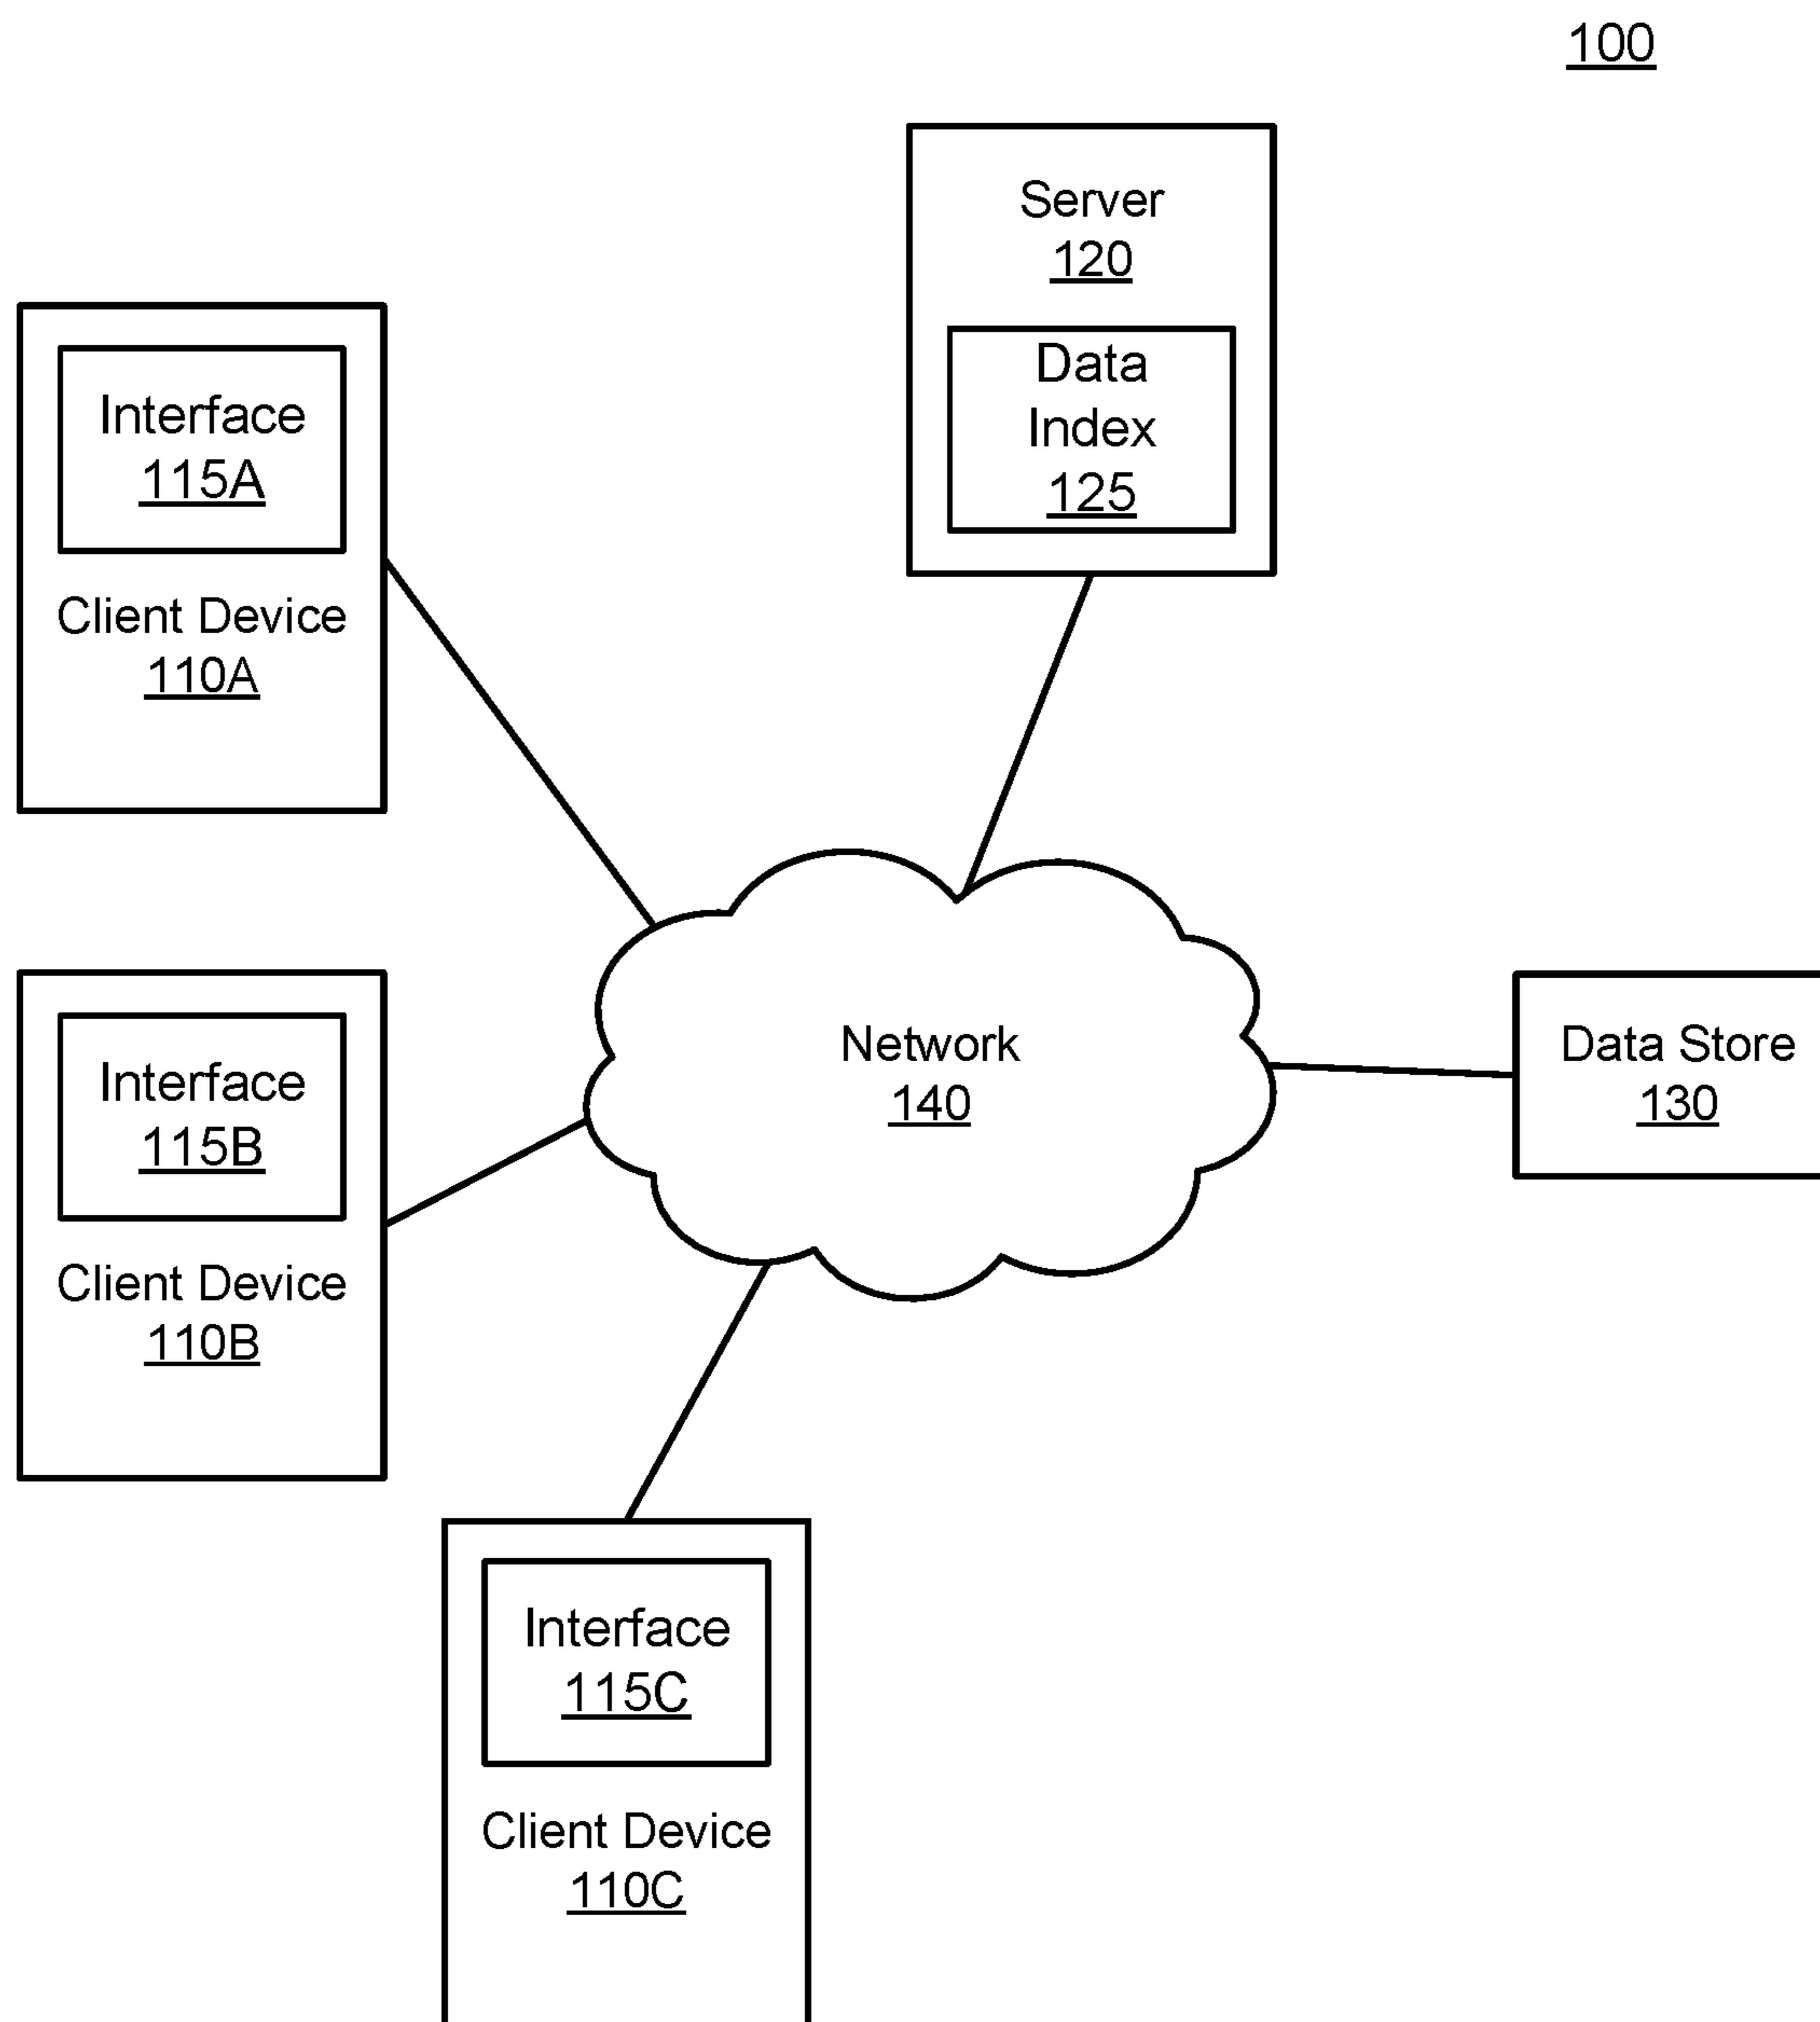 100
Server
120
Data
Index
125
Interface
115A
Client Device
110A
Network
140
Data Store
130
Interface
115B
Client Device
110B
Interface
115C
Client Device
110C